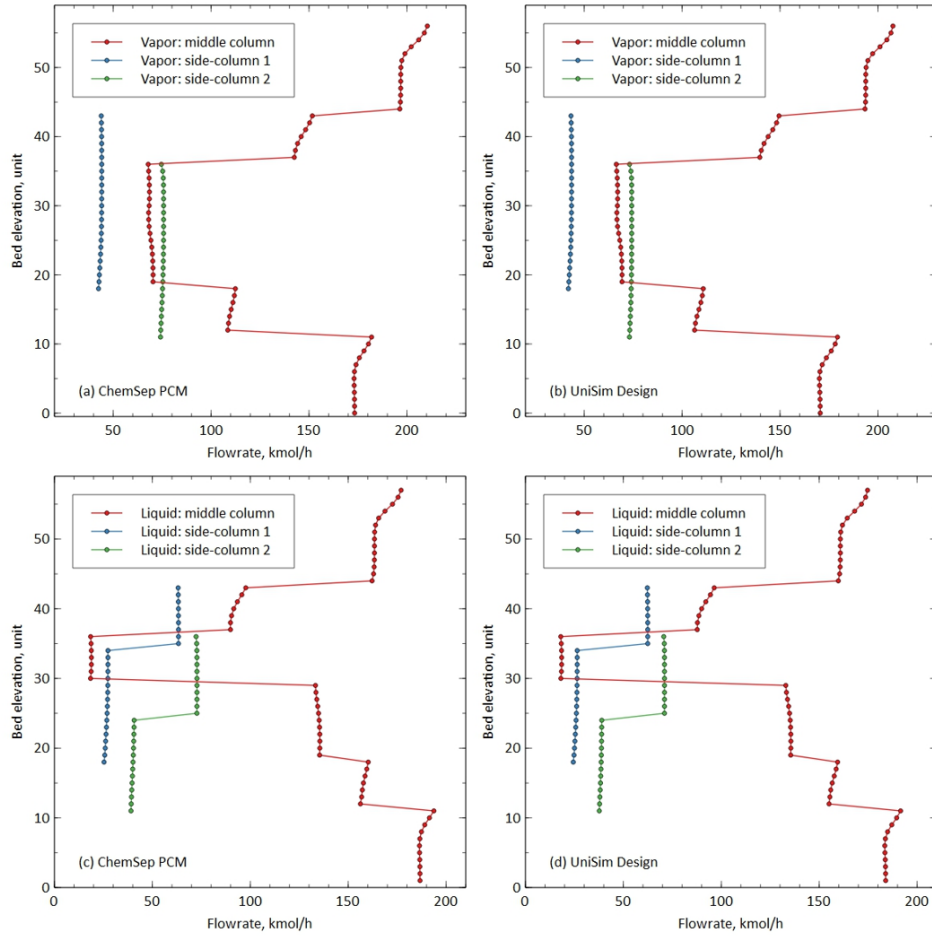 Vapor: middle column
Vapor: side-column 1
Vapor: side-column 2
50
40
30
20
10
0
Bed elevation, unit
(a) ChemSep PCM
50 100 150 200
Flowrate, kmol/h
Vapor: middle column
Vapor: side-column 1
Vapor: side-column 2
50
40
30
20
10
0
Bed elevation, unit
(b) UniSim Design
50 100 150 200
Flowrate, kmol/h
Liquid: middle column
Liquid: side-column 1
Liquid: side-column 2
50
40
30
20
10
0
Bed elevation, unit
(c) ChemSep PCM
0 50 100 150 200
Flowrate, kmol/h
Liquid: middle column
Liquid: side-column 1
Liquid: side-column 2
50
40
30
20
10
0
Bed elevation, unit
(d) UniSim Design
0 50 100 150 200
Flowrate, kmol/h